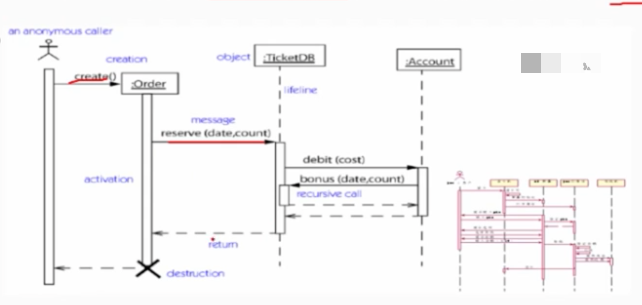 an anonymous caller
creation
object
:TicketDB
:Account
create()
:Order
lifeline
message
reserve (date,count)
debit (cost)
activation
bonus (date,count)
recursive call
return
destruction